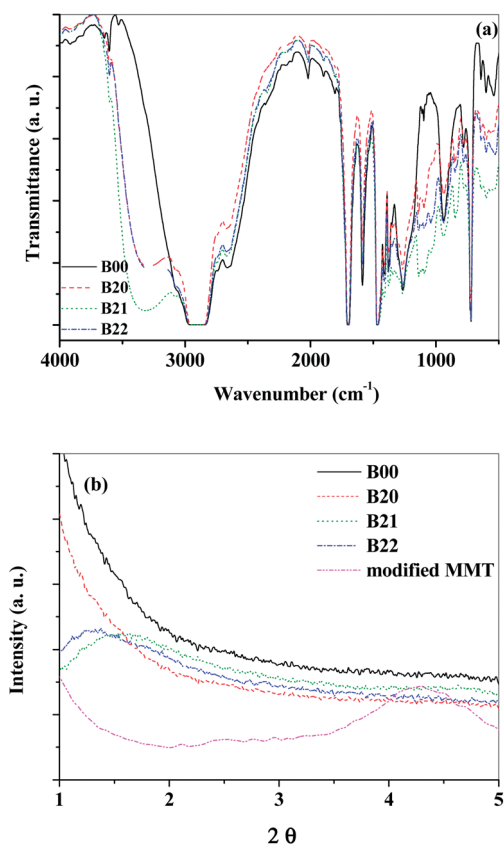 (a)
Transmittance (a. u.)
B00
B20
B21
B22
4000 3000 2000 1000
Wavenumber (cm⁻¹)
(b)
B00
B20
B21
B22
modified MMT
Intensity (a. u.)
1 2 3 4 5
2 θ